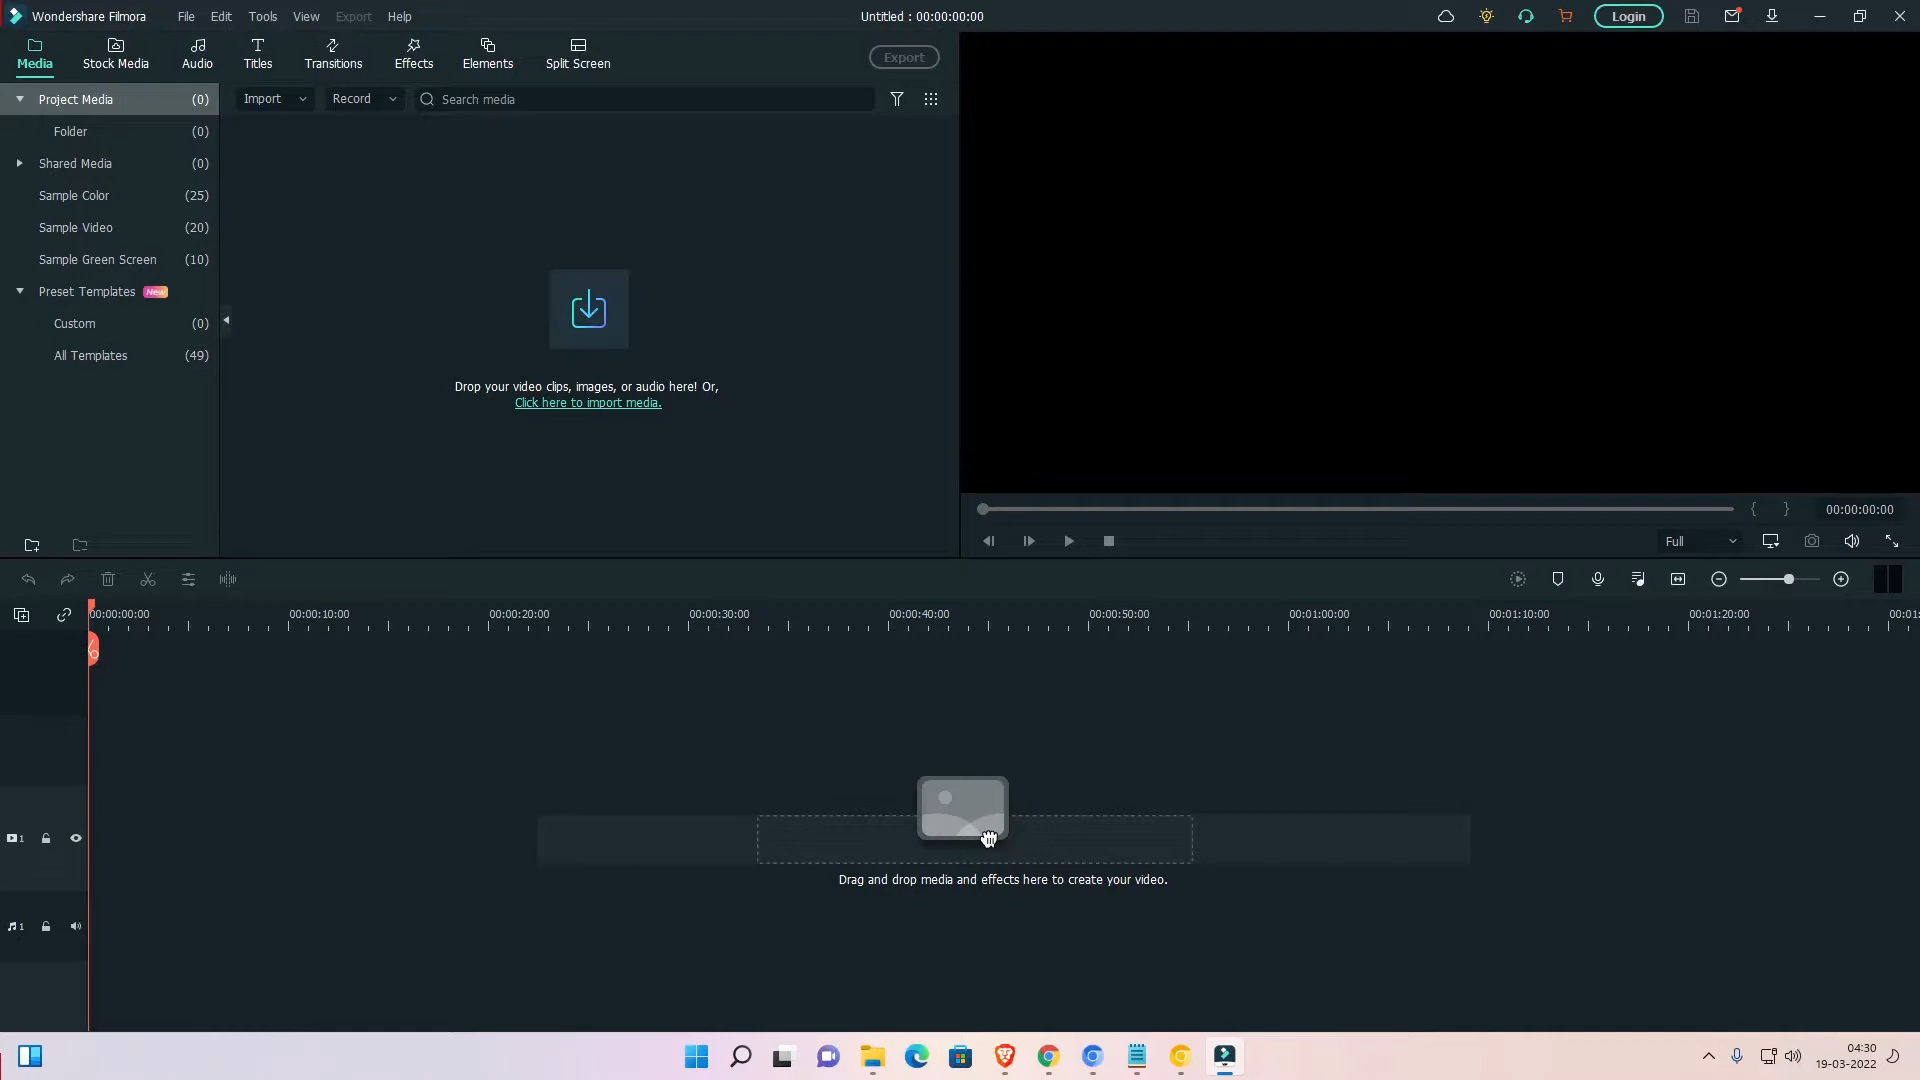 Wondershare Filmora File Edit Tools View Export Help Untitled : 00:00:00:00 Login
Media Stock Media Audio Titles Transitions Effects Elements Split Screen Export
Project Media (0) Import Record Search media
Folder (0)
Shared Media (0)
Sample Color (25)
Sample Video (20)
Sample Green Screen (10)
Preset Templates New
Custom (0)
All Templates (49)
Drop your video clips, images, or audio here! Or,
Click here to import media.
{ } 00:00:00:00
Full
00:00:00:00 00:00:10:00 00:00:20:00 00:00:30:00 00:00:40:00 00:00:50:00 00:01:00:00 00:01:10:00 00:01:20:00 00:01:
1
Drag and drop media and effects here to create your video.
1
04:30
19-03-2022